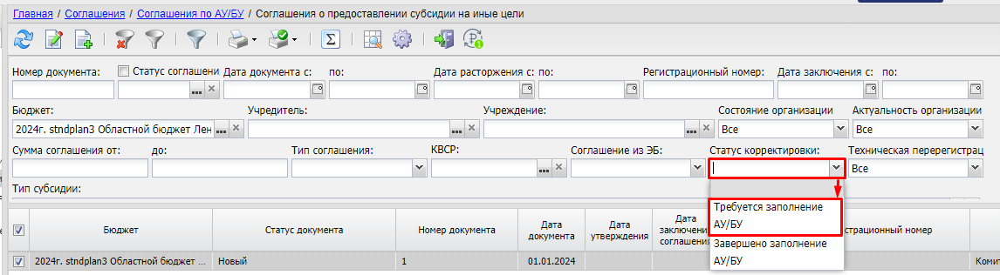 Главная / Соглашения / Соглашения по АУ/БУ / Соглашения о предоставлении субсидии на иные цели
Номер документа: Статус соглашени Дата документа с: по: Дата расторжения с: по: Регистрационный номер: Дата заключения с: по:
Бюджет: Учредитель: Учреждение: Состояние организации Актуальность организации
2024г. stndplan3 Областной бюджет Лен ... Все Все
Сумма соглашения от: до: Тип соглашения: КВСР: Соглашение из ЭБ: Статус корректировки: Техническая перерегистрац
Все
Тип субсидии:
Требуется заполнение
АУ/БУ
Завершено заполнение
АУ/БУ
Бюджет Статус документа Номер документа Дата документа Дата утверждения Дата заключени соглашения страционный номер
2024г. stndplan3 Областной бюджет ... Новый 1 01.01.2024 Комит